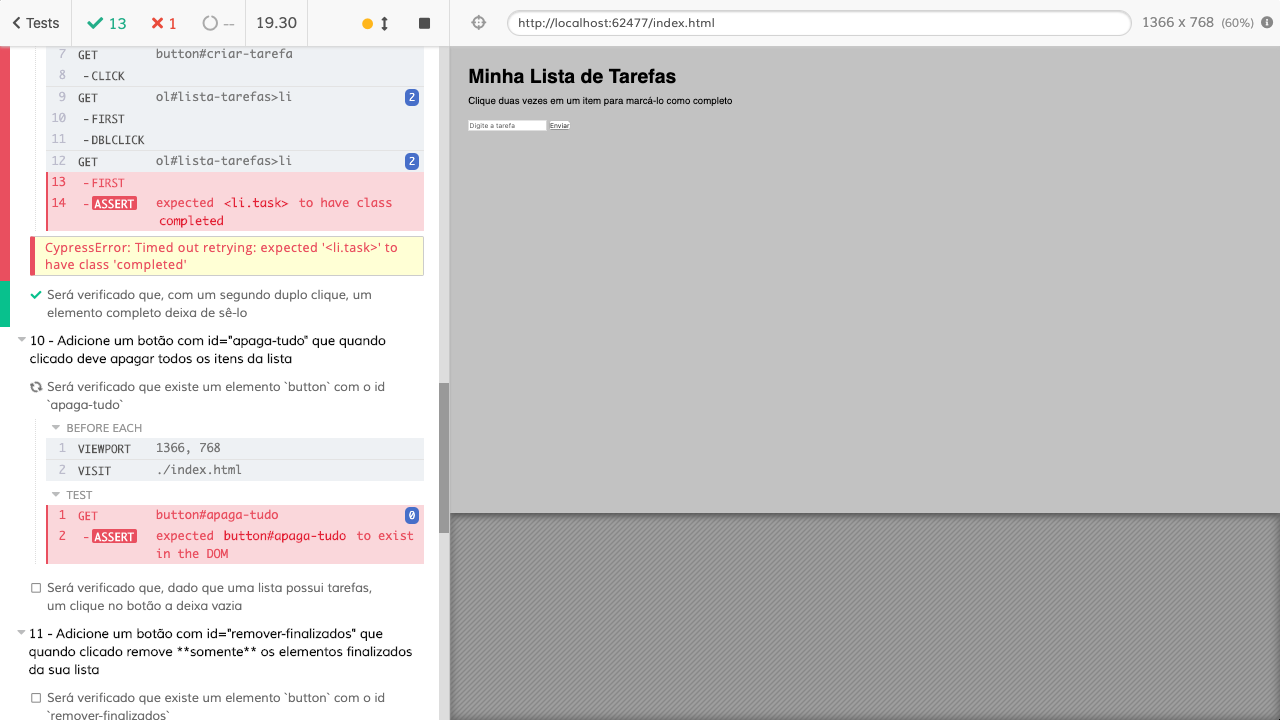 Tests
13
1
--
19.30
http://localhost:62477/index.html
1366 x 768 (60%)
7 GET button#criar-tarefa
8 -CLICK
9 GET ol#lista-tarefas>li 2
10 -FIRST
11 -DBLCLICK
12 GET ol#lista-tarefas>li 2
13 -FIRST
14 -ASSERT expected <li.task> to have class
completed
CypressError: Timed out retrying: expected '<li.task>' to
have class 'completed'
Será verificado que, com um segundo duplo clique, um
elemento completo deixa de sê-lo
10 - Adicione um botão com id="apaga-tudo" que quando
clicado deve apagar todos os itens da lista
Será verificado que existe um elemento `button` com o id
`apaga-tudo`
BEFORE EACH
1 VIEWPORT 1366, 768
2 VISIT ./index.html
TEST
1 GET button#apaga-tudo 0
2 -ASSERT expected button#apaga-tudo to exist
in the DOM
Será verificado que, dado que uma lista possui tarefas,
um clique no botão a deixa vazia
11 - Adicione um botão com id="remover-finalizados" que
quando clicado remove **somente** os elementos finalizados
da sua lista
Será verificado que existe um elemento `button` com o id
`remover-finalizados`
Minha Lista de Tarefas
Clique duas vezes em um item para marcá-lo como completo
Digite a tarefa Enviar